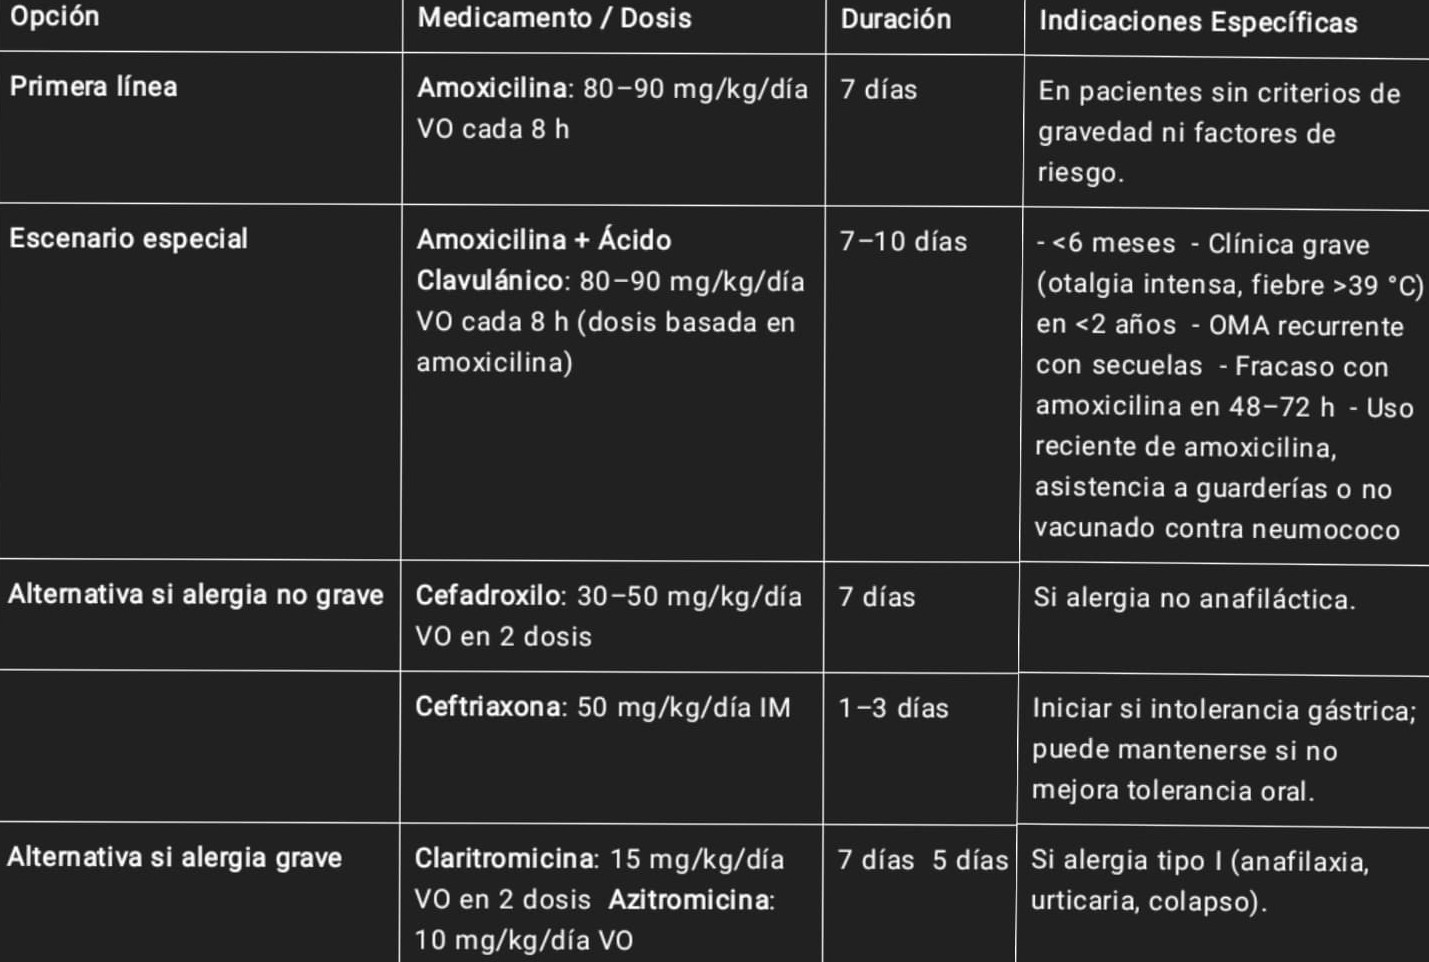 Opción
Medicamento / Dosis
Duración
Indicaciones Específicas
Primera línea
Amoxicilina: 80–90 mg/kg/día
VO cada 8 h
7 días
En pacientes sin criterios de
gravedad ni factores de
riesgo.
Escenario especial
Amoxicilina + Ácido
Clavulánico: 80–90 mg/kg/día
VO cada 8 h (dosis basada en
amoxicilina)
7–10 días
- <6 meses - Clínica grave
(otalgia intensa, fiebre >39 °C)
en <2 años - OMA recurrente
con secuelas - Fracaso con
amoxicilina en 48–72 h - Uso
reciente de amoxicilina,
asistencia a guarderías o no
vacunado contra neumococo
Alternativa si alergia no grave
Cefadroxilo: 30–50 mg/kg/día
VO en 2 dosis
7 días
Si alergia no anafiláctica.
Ceftriaxona: 50 mg/kg/día IM
1–3 días
Iniciar si intolerancia gástrica;
puede mantenerse si no
mejora tolerancia oral.
Alternativa si alergia grave
Claritromicina: 15 mg/kg/día
VO en 2 dosis Azitromicina:
10 mg/kg/día VO
7 días 5 días
Si alergia tipo I (anafilaxia,
urticaria, colapso).